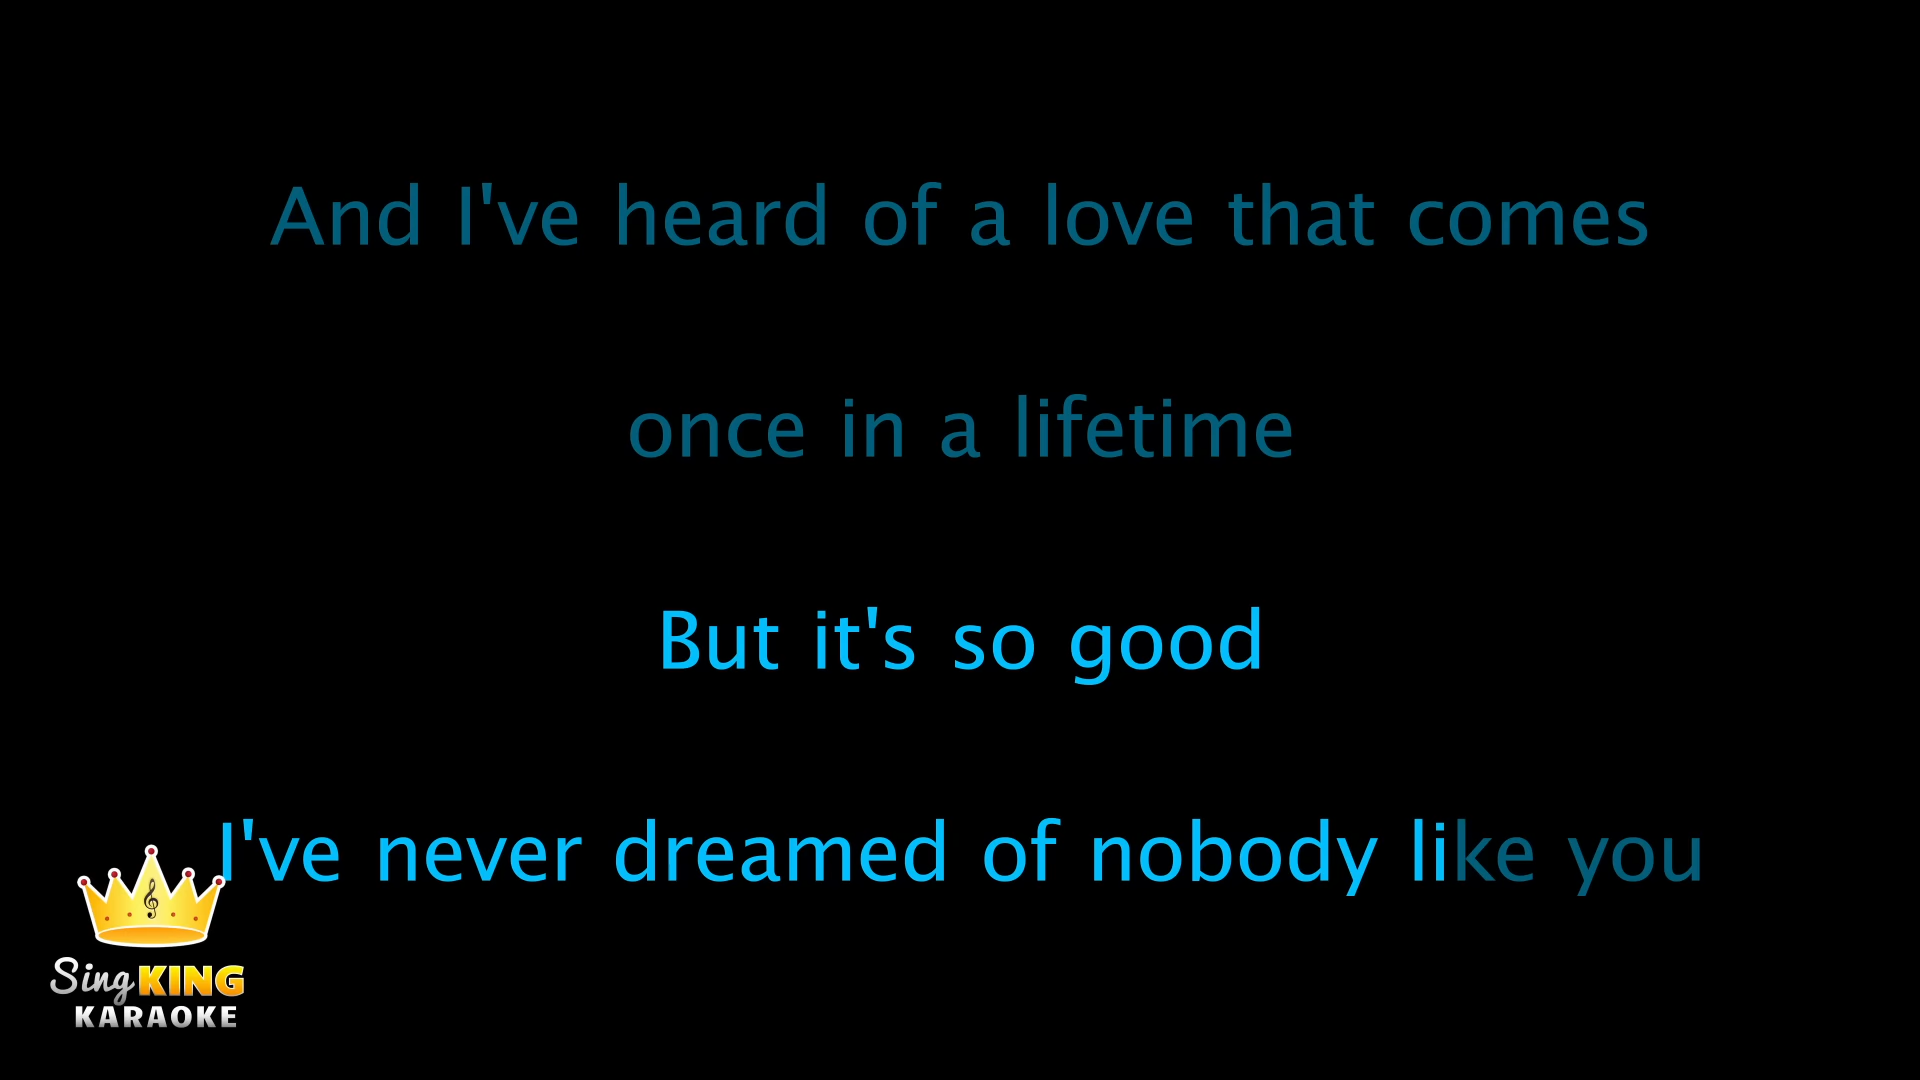 And I've heard of a love that comes
once in a lifetime
But it's so good
I've never dreamed of nobody like you
Sing KING
KARAOKE